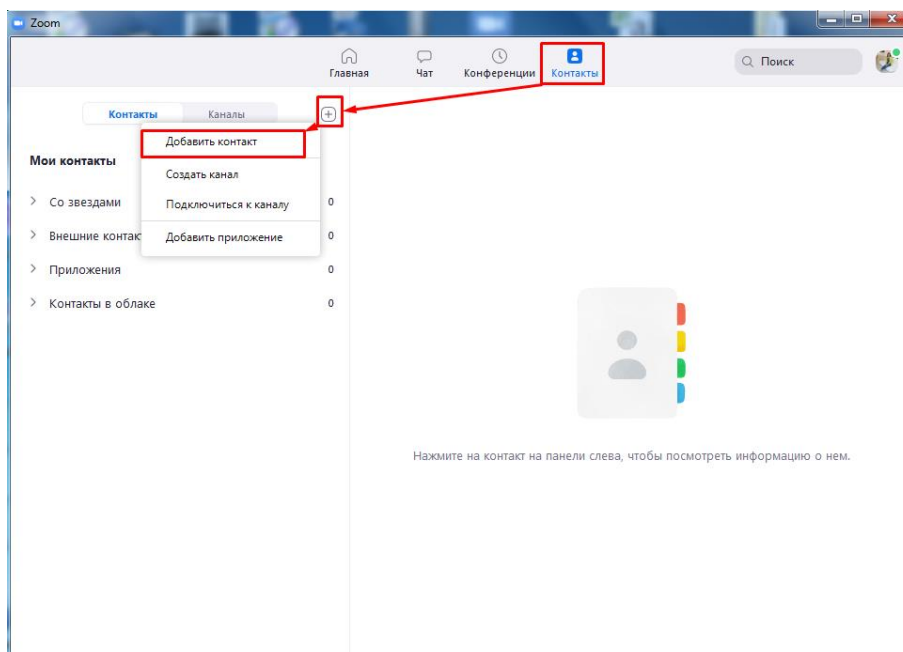 Zoom
Главная
Чат
Конференции
Контакты
Поиск
Контакты
Каналы
Добавить контакт
Мои контакты
Создать канал
Со звездами
Подключиться к каналу
0
Внешние контак
Добавить приложение
0
Приложения
0
Контакты в облаке
0
Нажмите на контакт на панели слева, чтобы посмотреть информацию о нем.